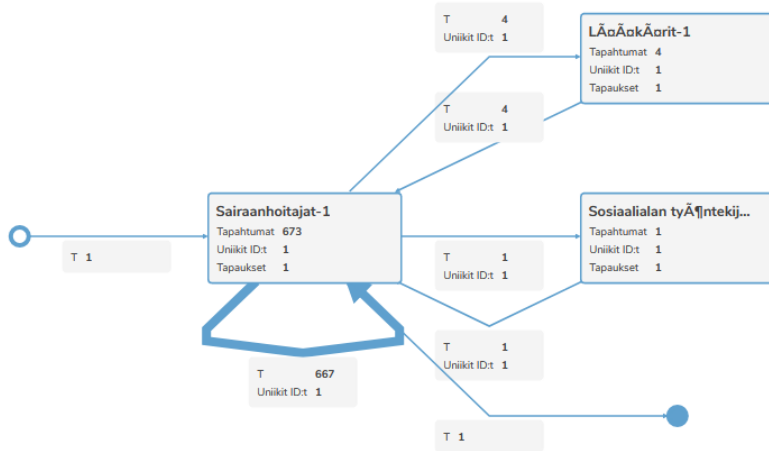 T 4
Uniikit ID:t 1
LÃ¤Ã¤kÃ¤rit-1
Tapahtumat 4
Uniikit ID:t 1
Tapaukset 1
T 4
Uniikit ID:t 1
Sairaanhoitajat-1
Tapahtumat 673
Uniikit ID:t 1
Tapaukset 1
Sosiaalialan tyÃ¶ntekij...
Tapahtumat 1
Uniikit ID:t 1
Tapaukset 1
T 1
T 1
Uniikit ID:t 1
T 1
Uniikit ID:t 1
T 667
Uniikit ID:t 1
T 1